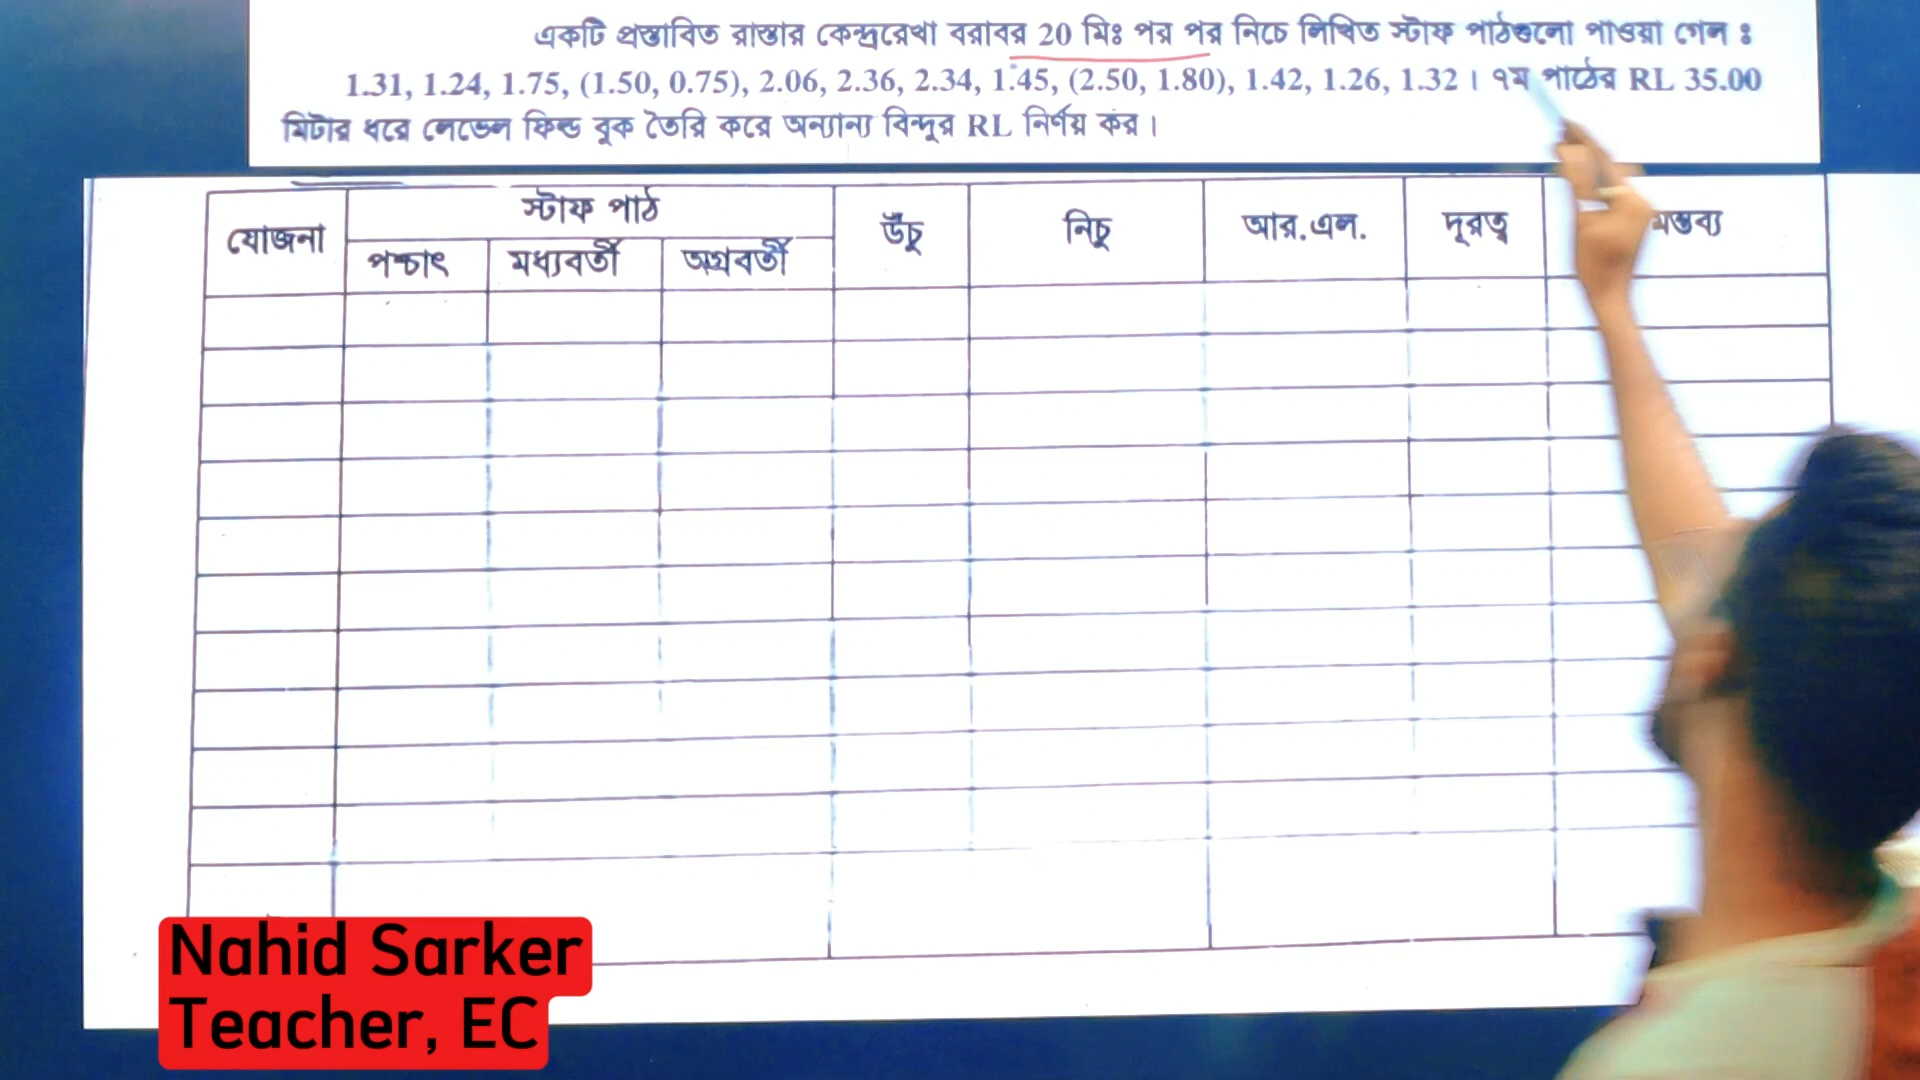 একটি প্রস্তাবিত রাস্তার কেন্দ্ররেখা বরাবর 20 মিঃ পর পর নিচে লিখিত স্টাফ পাঠগুলো পাওয়া গেল ঃ
1.31, 1.24, 1.75, (1.50, 0.75), 2.06, 2.36, 2.34, 1.45, (2.50, 1.80), 1.42, 1.26, 1.32। ৭ম পাঠের RL 35.00
মিটার ধরে লেভেল ফিল্ড বুক তৈরি করে অন্যান্য বিন্দুর RL নির্ণয় কর।
যোজনা স্টাফ পাঠ উঁচু নিচু আর.এল. দূরত্ব মন্তব্য
পশ্চাৎ মধ্যবর্তী অগ্রবর্তী
Nahid Sarker
Teacher, EC